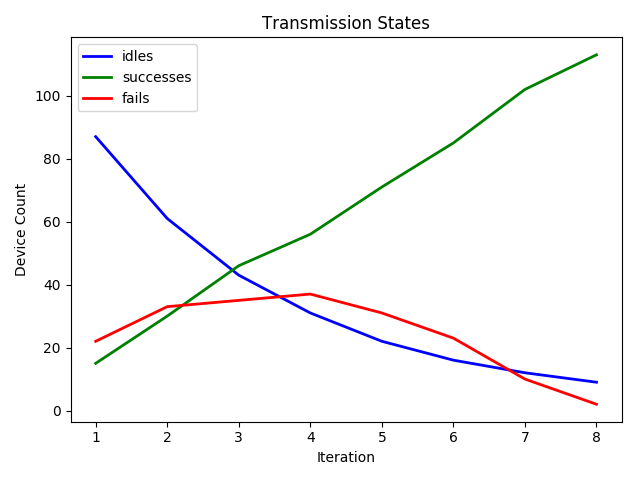 Transmission States
idles
successes
fails
Device Count
100
80
60
40
20
0
1 2 3 4 5 6 7 8
Iteration